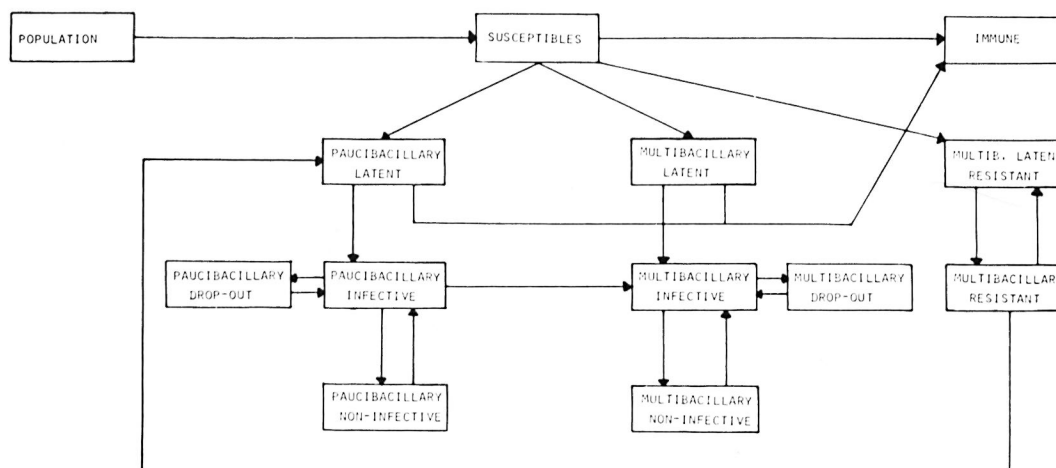 POPULATION
SUSCEPTIBLES
IMMUNE
PAUCIBACILLARY
LATENT
MULTIBACILLARY
LATENT
MULTIB. LATEN
RESISTANT
PAUCIBACILLARY
DROP-OUT
PAUCIBACILLARY
INFECTIVE
MULTIBACILLARY
INFECTIVE
MULTIBACILLARY
DROP-OUT
MULTIBACILLARY
RESISTANT
PAUCIBACILLARY
NON-INFECTIVE
MULTIBACILLARY
NON-INFECTIVE